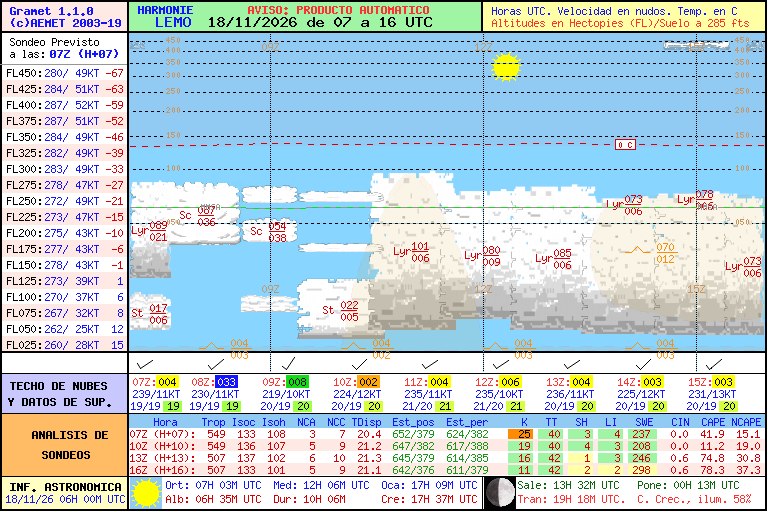 Gramet 1.1.0
(c)AEMET 2003-19
HARMONIE
LEMO
AVISO: PRODUCTO AUTOMATICO
18/11/2026 de 07 a 16 UTC
Horas UTC. Velocidad en nudos. Temp. en C
Altitudes en Hectopies (FL)/Suelo a 285 fts
Sondeo Previsto
a las: 07Z (H+07)
FL450:280/ 49KT -67
FL425:284/ 51KT -63
FL400:287/ 52KT -59
FL375:287/ 51KT -52
FL350:284/ 49KT -46
FL325:282/ 49KT -39
FL300:283/ 49KT -33
FL275:278/ 47KT -27
FL250:272/ 49KT -21
FL225:273/ 47KT -15
FL200:275/ 43KT -10
FL175:277/ 43KT -6
FL150:278/ 43KT -1
FL125:273/ 39KT 1
FL100:270/ 37KT 6
FL075:267/ 32KT 8
FL050:262/ 25KT 12
FL025:260/ 28KT 15
450
400
350
300
250
200
150
100
050
09Z
12Z
15Z
0 C
Lyr 089
021
Sc 087
036
Sc 054
038
St 017
006
St 022
005
Lyr 101
006
Lyr 080
009
Lyr 085
006
Lyr 073
006
Lyr 078
006
070
012
Lyr 073
006
004
003
004
002
004
003
004
003
TECHO DE NUBES
Y DATOS DE SUP.
07Z:004 08Z:033 09Z:008 10Z:002 11Z:004 12Z:006 13Z:004 14Z:003 15Z:003
239/11KT 230/11KT 219/10KT 224/12KT 235/11KT 235/10KT 236/10KT 225/12KT 231/13KT
19/19 19 19/19 19 20/19 20 20/19 20 21/20 20 21/20 21 20/19 20 20/19 20 20/19 20
ANALISIS DE
SONDEOS
Hora: Trop Isoc Isoh NCA NCC TDisp Est_pos Est_per K TT SH LI SWE CIN CAPE NCAPE
07Z (H+07): 549 133 108 3 7 20.4 652/379 624/382 25 40 3 4 237 0.0 41.9 15.1
10Z (H+10): 549 136 107 5 9 21.2 647/382 617/388 19 40 4 3 208 0.0 11.2 19.0
13Z (H+13): 507 137 102 6 10 21.3 645/379 614/385 16 42 1 3 246 0.0 74.8 30.8
16Z (H+16): 507 133 101 5 9 21.1 642/376 611/379 11 42 2 2 298 0.6 78.3 37.3
INF. ASTRONOMICA
18/11/26 06H 00M UTC
Ort: 07H 03M UTC Med: 12H 06M UTC Oca: 17H 09M UTC
Alb: 06H 35M UTC Dur: 10H 06M Cre: 17H 37M UTC
Sale: 13H 32M UTC Pone: 00H 13M UTC
Tran: 19H 18M UTC. C. Crec., ilum. 58%